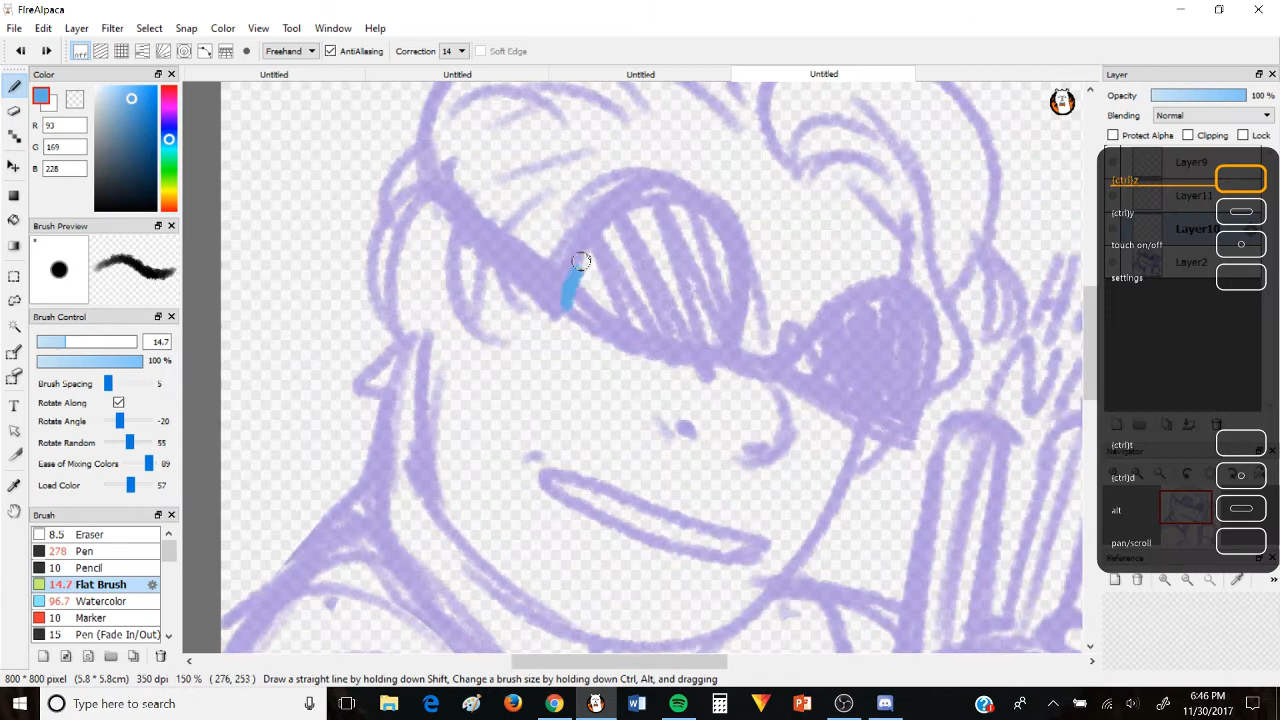 FireAlpaca
File Edit Layer Filter Select Snap Color View Tool Window Help
off Freehand AntiAliasing Correction 14 Soft Edge
Color
Untitled Untitled Untitled Untitled
Layer
R 93
G 169
B 228
Opacity 100 %
Blending Normal
Protect Alpha Clipping Lock
Layer9
{ctrl}z
Layer11
{ctrl}y
Layer10
touch on/off
Layer2
settings
Brush Preview
Brush Control
14.7
100 %
Brush Spacing 5
Rotate Along
Rotate Angle -20
Rotate Random 55
Ease of Mixing Colors 89
Load Color 57
Brush
8.5 Eraser
278 Pen
10 Pencil
14.7 Flat Brush
96.7 Watercolor
10 Marker
15 Pen (Fade In/Out)
{ctrl}t
Navigator
{ctrl}d
alt
pan/scroll
Reference
800 * 800 pixel (5.8 * 5.8cm) 350 dpi 150 % ( 276, 253 ) Draw a straight line by holding down Shift, Change a brush size by holding down Ctrl, Alt, and dragging
Type here to search
6:46 PM
11/30/2017